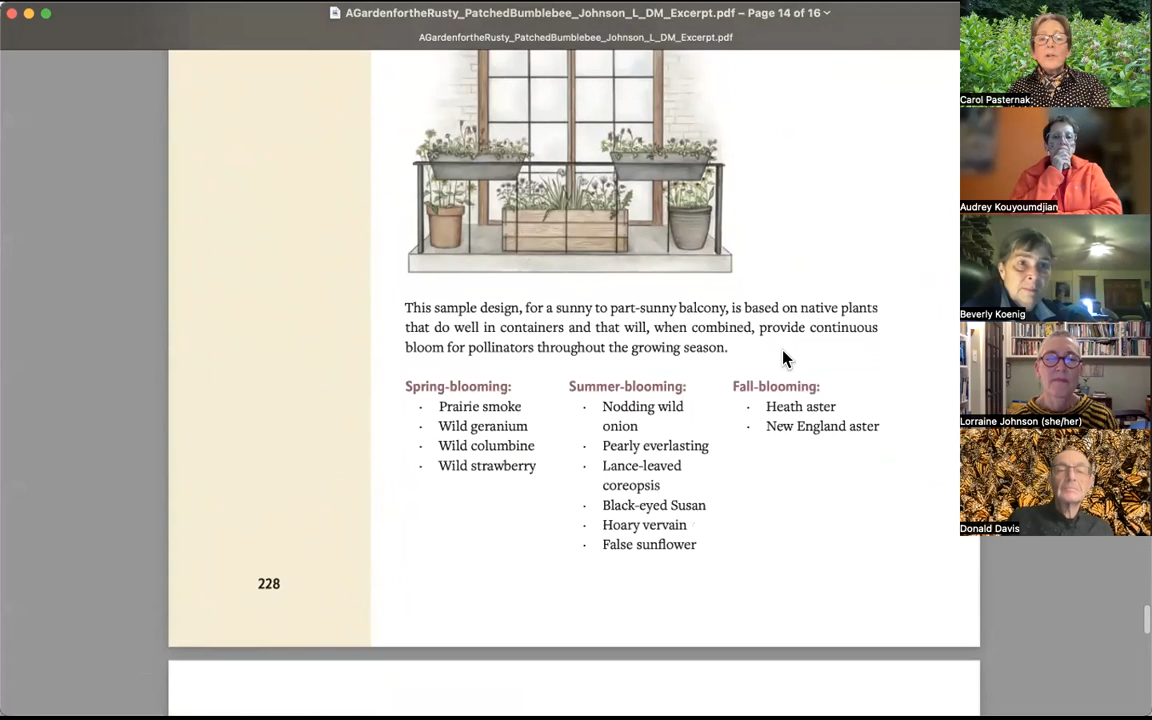 AGardenfortheRusty_PatchedBumblebee_Johnson_L_DM_Excerpt.pdf – Page 14 of 16
AGardenfortheRusty_PatchedBumblebee_Johnson_L_DM_Excerpt.pdf
This sample design, for a sunny to part-sunny balcony, is based on native plants
that do well in containers and that will, when combined, provide continuous
bloom for pollinators throughout the growing season.
Spring-blooming:
· Prairie smoke
· Wild geranium
· Wild columbine
· Wild strawberry
Summer-blooming:
· Nodding wild
onion
· Pearly everlasting
· Lance-leaved
coreopsis
· Black-eyed Susan
· Hoary vervain
· False sunflower
Fall-blooming:
· Heath aster
· New England aster
228
Carol Pasternak
Audrey Kouyoumdjian
Beverly Koenig
Lorraine Johnson (she/her)
Donald Davis